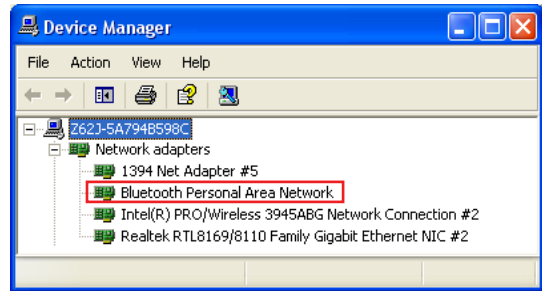 Device Manager
File Action View Help
Z62J-5A794B598C
Network adapters
1394 Net Adapter #5
Bluetooth Personal Area Network
Intel(R) PRO/Wireless 3945ABG Network Connection #2
Realtek RTL8169/8110 Family Gigabit Ethernet NIC #2